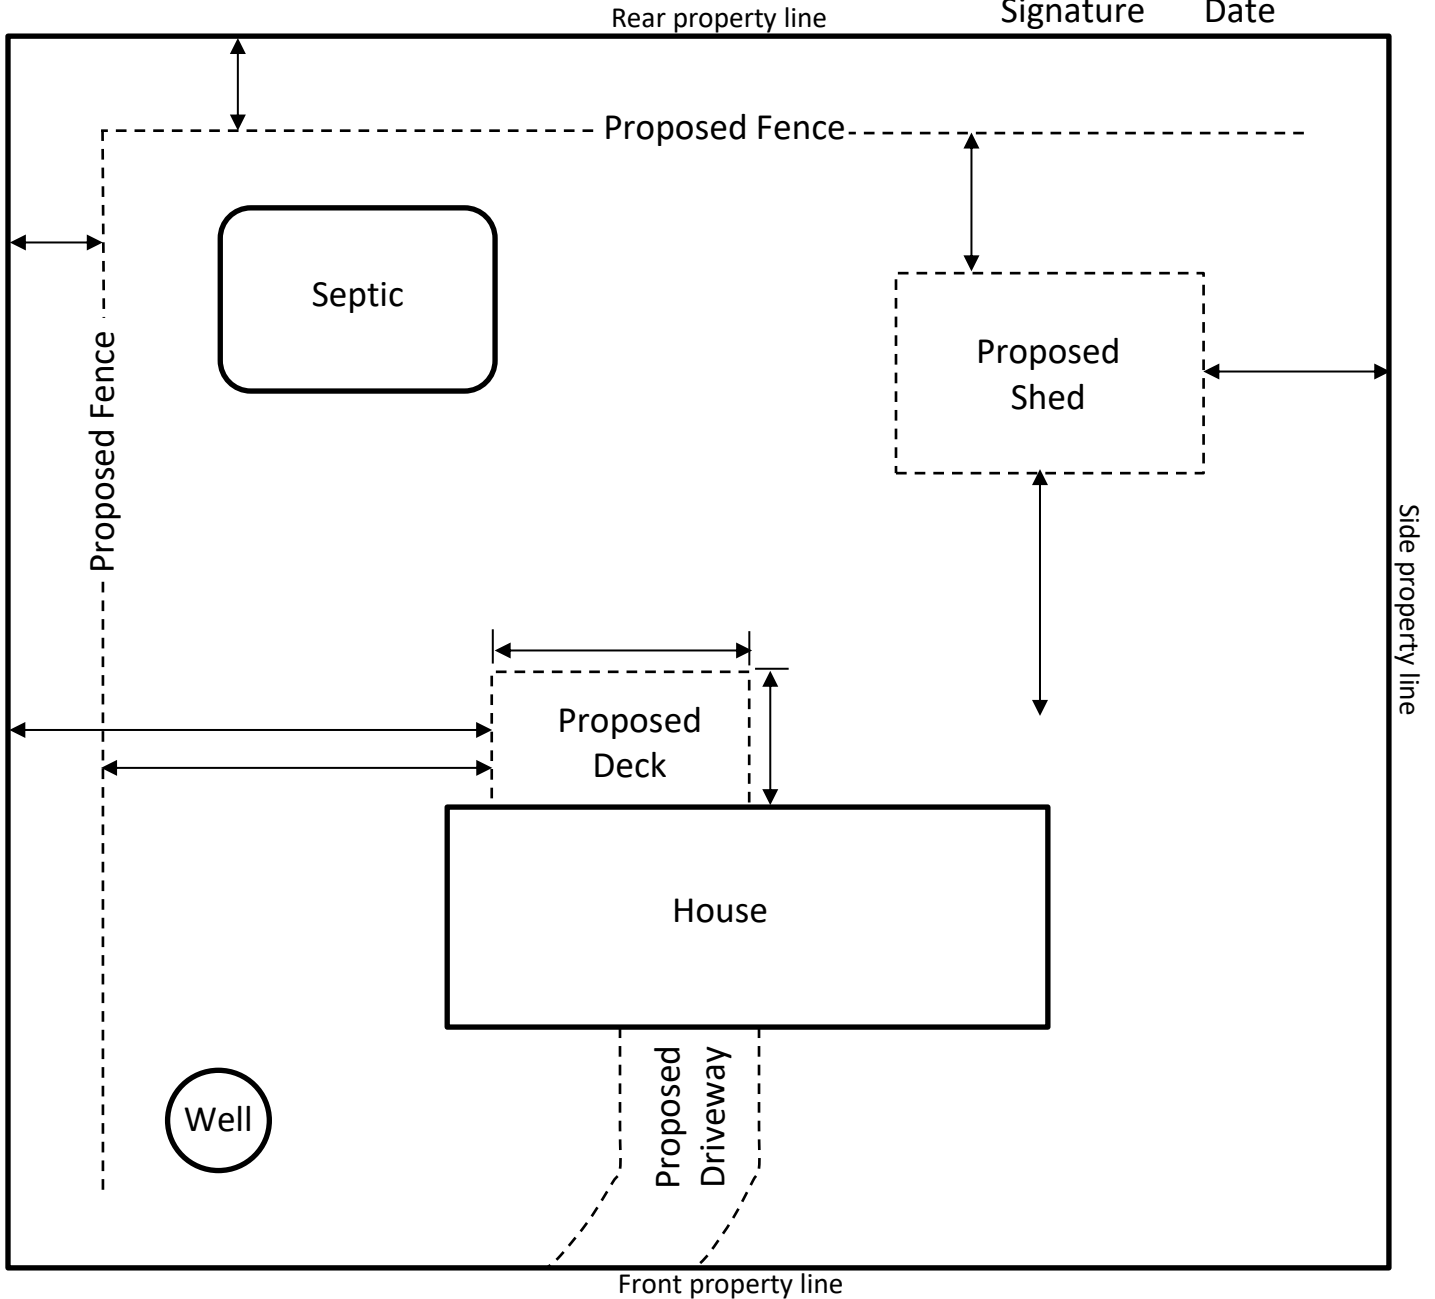 Signature Date
Rear property line
Proposed Fence
Septic
Proposed
Shed
Proposed Fence
Side property line
Proposed
Deck
House
Proposed
Driveway
Well
Front property line